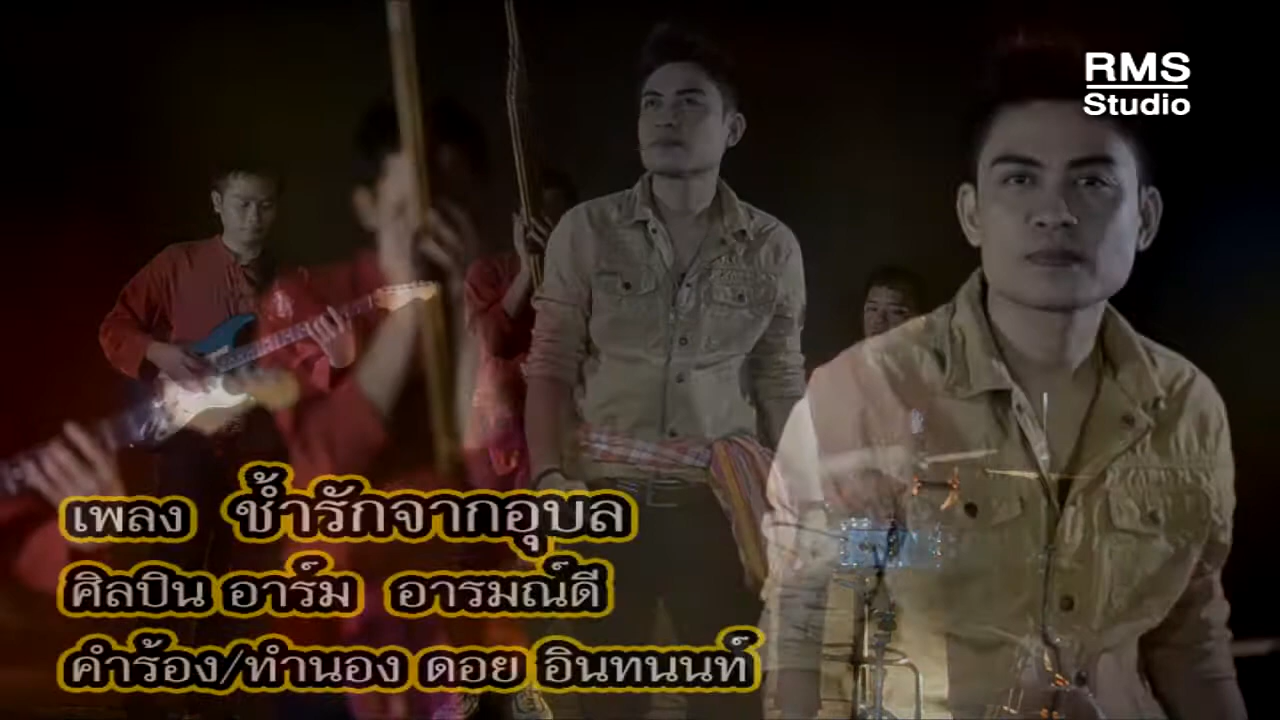 RMS
Studio
เพลง ช้ำรักจากอุบล
ศิลปิน อาร์ม อารมณ์ดี
คำร้อง/ทำนอง ดอย อินทนนท์